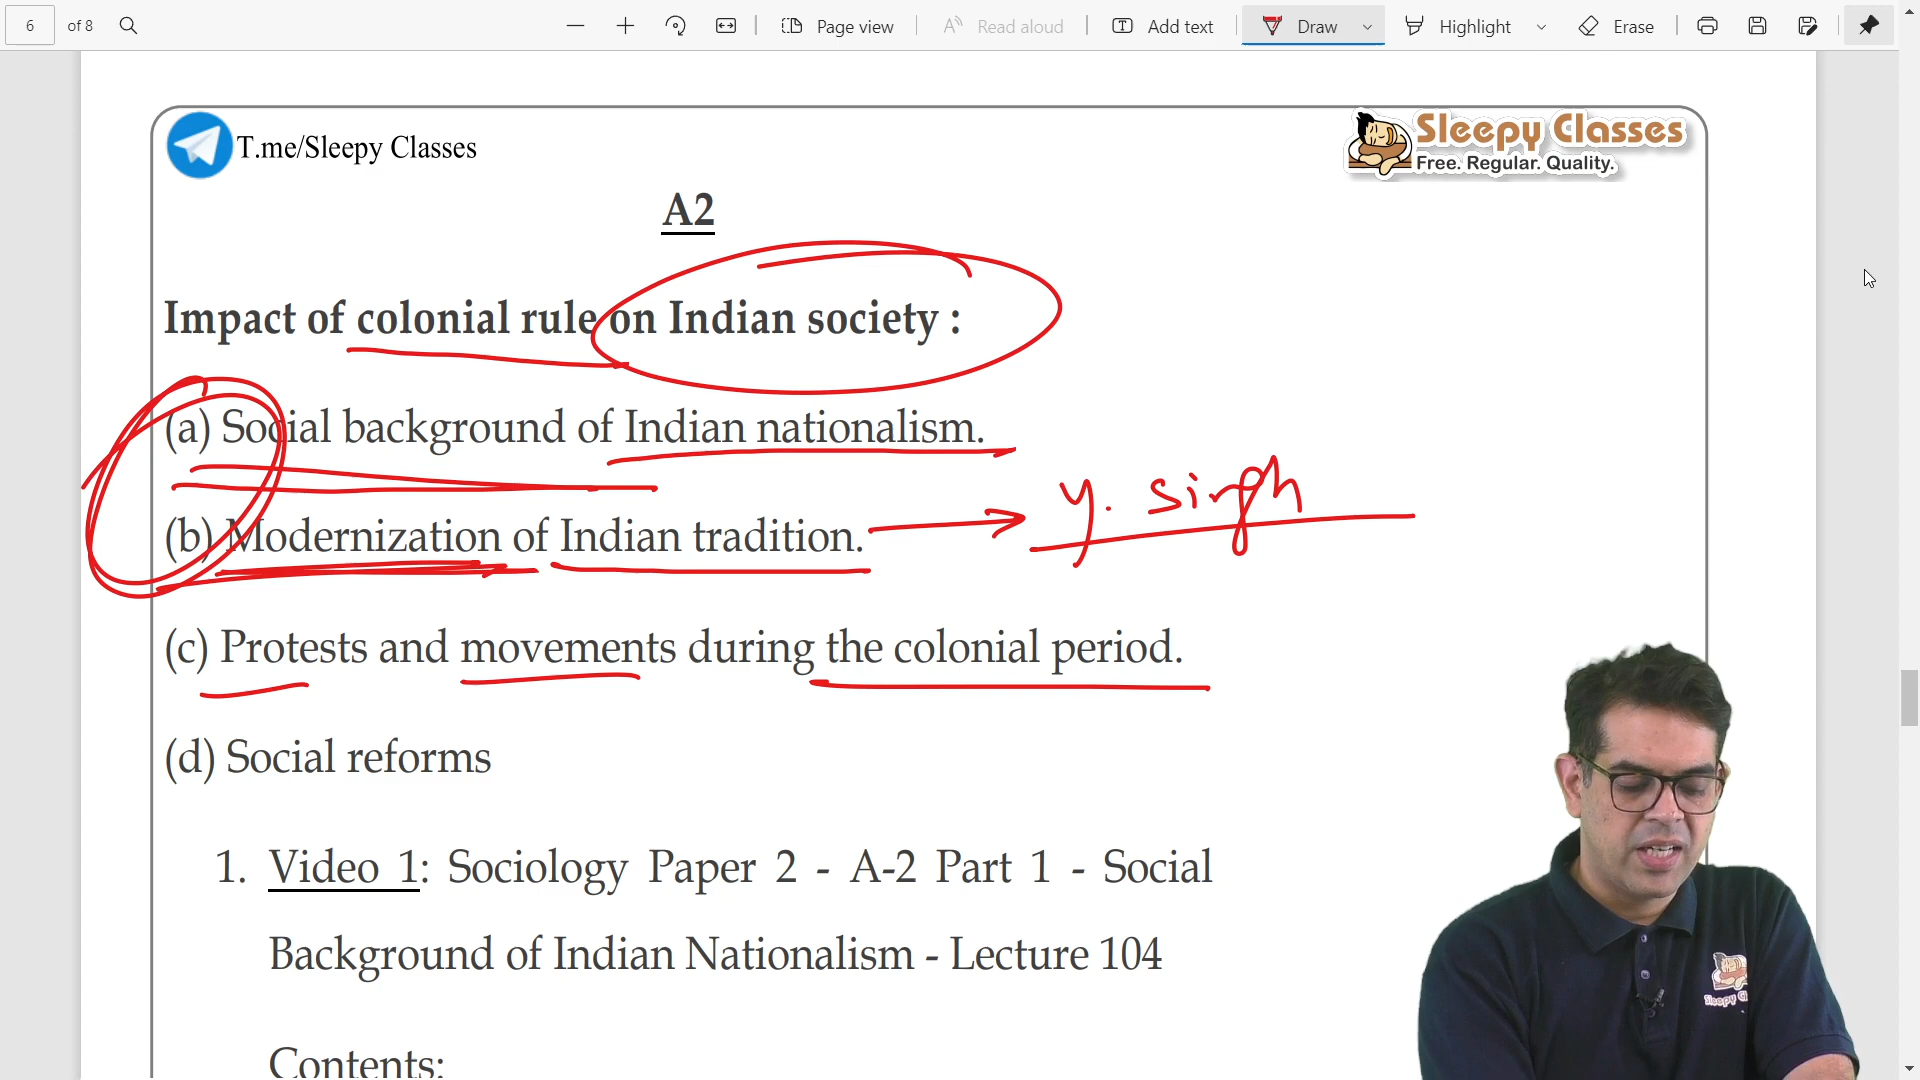 6 of 8 Page view Read aloud Add text Draw Highlight Erase
T.me/Sleepy Classes
Sleepy Classes
Free. Regular. Quality.
A2
Impact of colonial rule on Indian society :
(a) Social background of Indian nationalism.
(b) Modernization of Indian tradition.
y. singh
(c) Protests and movements during the colonial period.
(d) Social reforms
1. Video 1: Sociology Paper 2 - A-2 Part 1 - Social
Background of Indian Nationalism - Lecture 104
Contents: